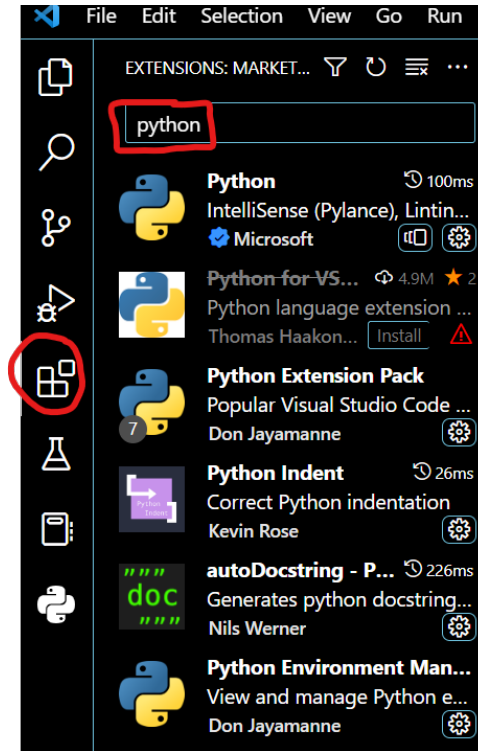 File Edit Selection View Go Run
EXTENSIONS: MARKET... ...
python
Python 100ms
IntelliSense (Pylance), Lintin...
Microsoft
Python for VS... 4.9M ★ 2
Python language extension ...
Thomas Haakon... Install
Python Extension Pack
Popular Visual Studio Code ...
7 Don Jayamanne
Python Indent 26ms
Python
Indent
Correct Python indentation
Kevin Rose
autoDocstring - P... 226ms
"""
doc
"""
Generates python docstring...
Nils Werner
Python Environment Man...
View and manage Python e...
Don Jayamanne